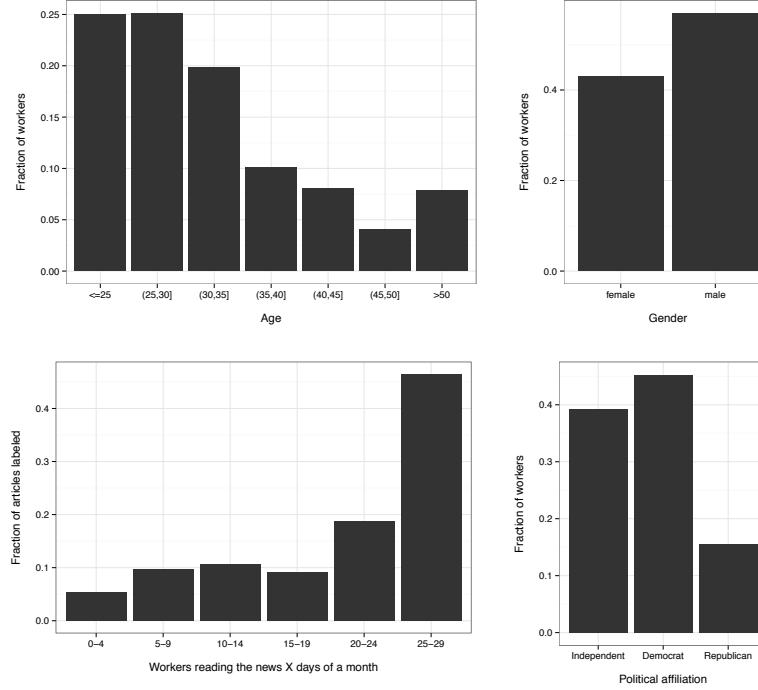 Fraction of workers
0.25
0.20
0.15
0.10
0.05
0.00
<=25 (25,30] (30,35] (35,40] (40,45] (45,50] >50
Age
Fraction of workers
0.4
0.2
0.0
female male
Gender
Fraction of articles labeled
0.4
0.3
0.2
0.1
0.0
0–4 5–9 10–14 15–19 20–24 25–29
Workers reading the news X days of a month
Fraction of workers
0.4
0.3
0.2
0.1
0.0
Independent Democrat Republican
Political affiliation